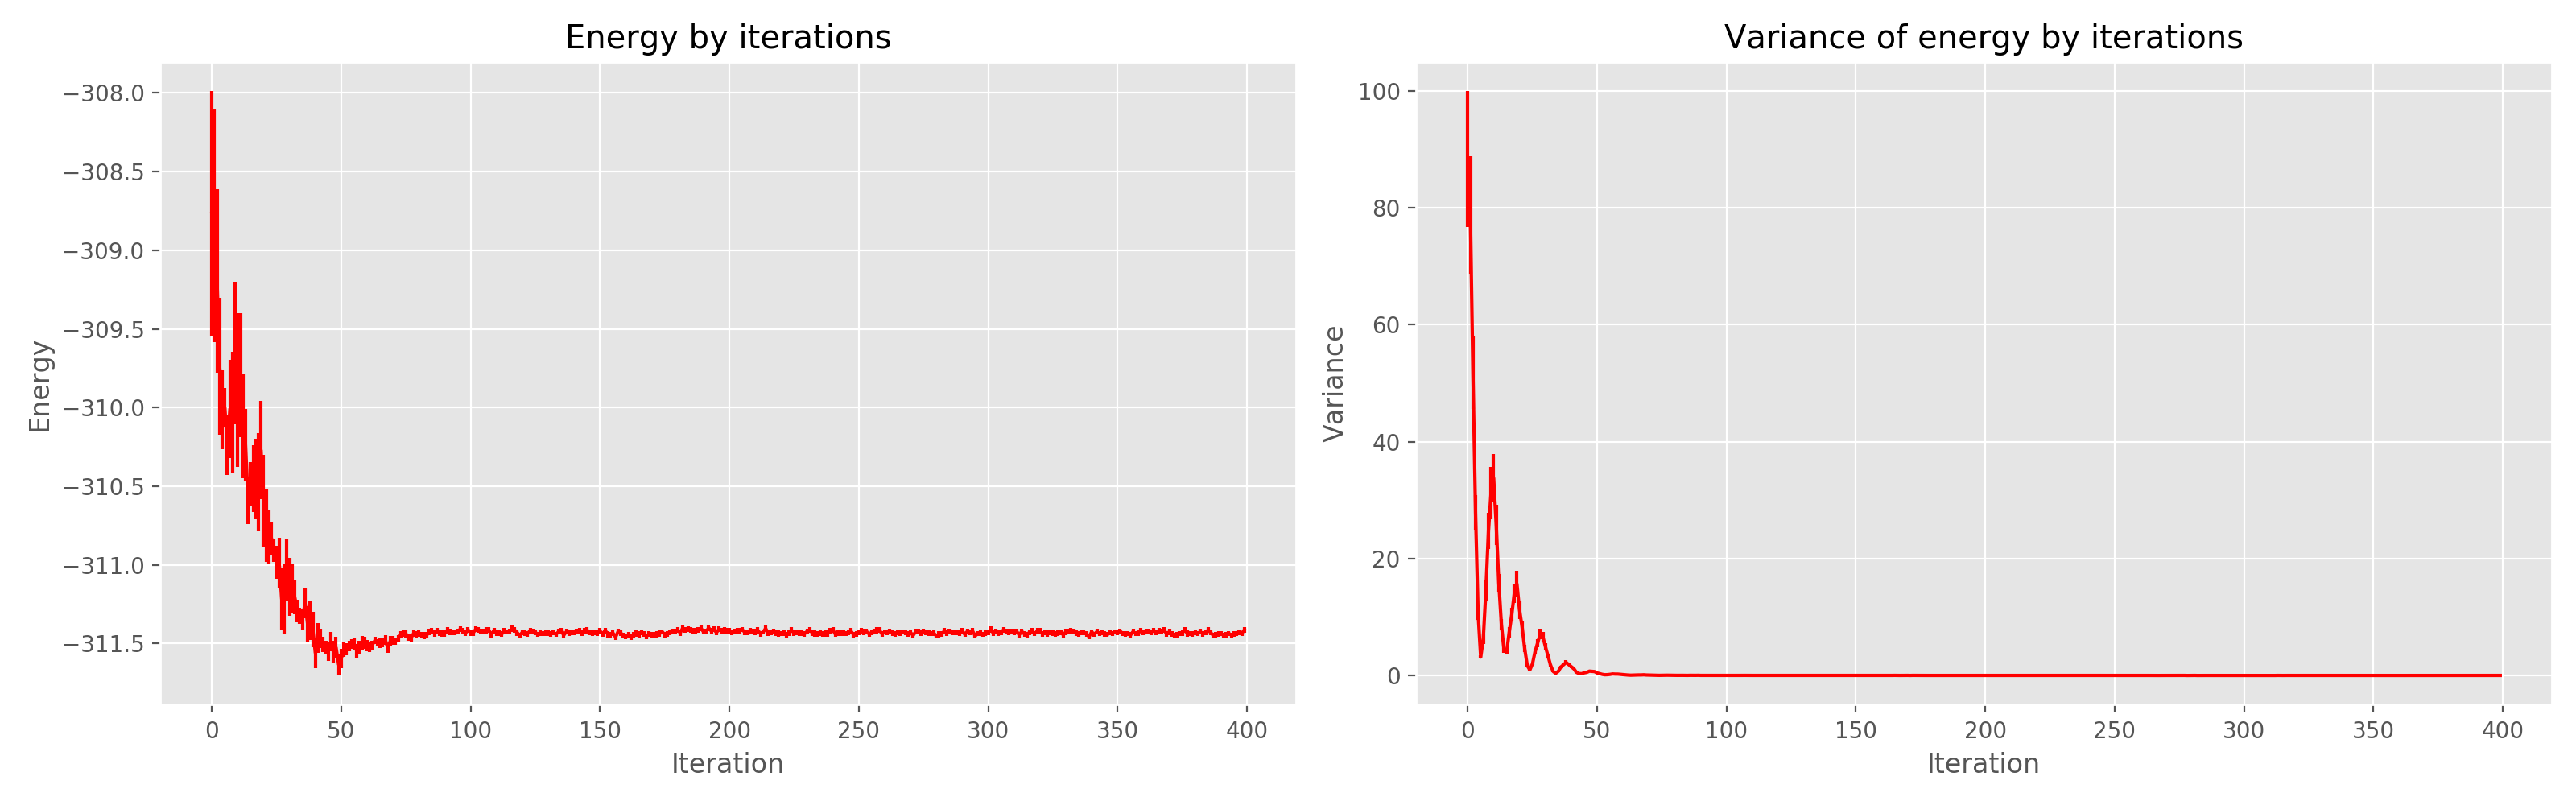 Energy by iterations
Energy
−308.0
−308.5
−309.0
−309.5
−310.0
−310.5
−311.0
−311.5
0 50 100 150 200 250 300 350 400
Iteration
Variance of energy by iterations
Variance
100
80
60
40
20
0
0 50 100 150 200 250 300 350 400
Iteration